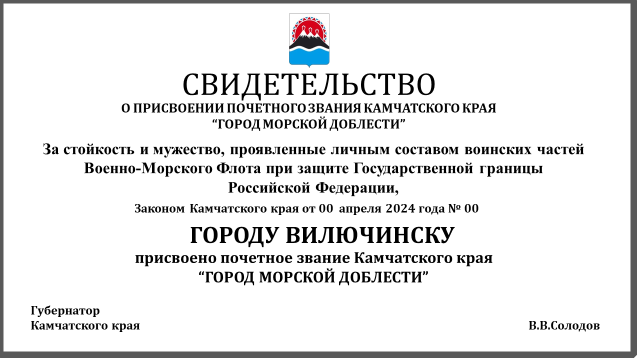 СВИДЕТЕЛЬСТВО
О ПРИСВОЕНИИ ПОЧЕТНОГО ЗВАНИЯ КАМЧАТСКОГО КРАЯ
“ГОРОД МОРСКОЙ ДОБЛЕСТИ”
За стойкость и мужество, проявленные личным составом воинских частей
Военно-Морского Флота при защите Государственной границы
Российской Федерации,
Законом Камчатского края от 00 апреля 2024 года № 00
ГОРОДУ ВИЛЮЧИНСКУ
присвоено почетное звание Камчатского края
“ГОРОД МОРСКОЙ ДОБЛЕСТИ”
Губернатор
Камчатского края В.В.Солодов